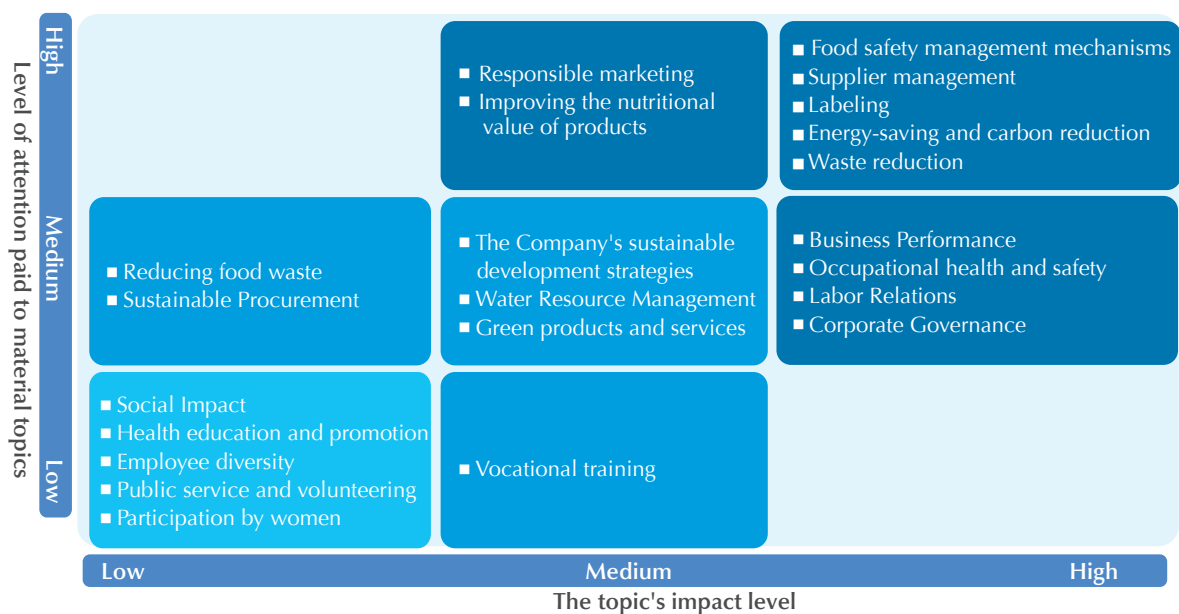 Level of attention paid to material topics
High
Medium
Low
■ Responsible marketing
■ Improving the nutritional
value of products
■ Food safety management mechanisms
■ Supplier management
■ Labeling
■ Energy-saving and carbon reduction
■ Waste reduction
■ Reducing food waste
■ Sustainable Procurement
■ The Company's sustainable
development strategies
■ Water Resource Management
■ Green products and services
■ Business Performance
■ Occupational health and safety
■ Labor Relations
■ Corporate Governance
■ Social Impact
■ Health education and promotion
■ Employee diversity
■ Public service and volunteering
■ Participation by women
■ Vocational training
Low
Medium
High
The topic's impact level